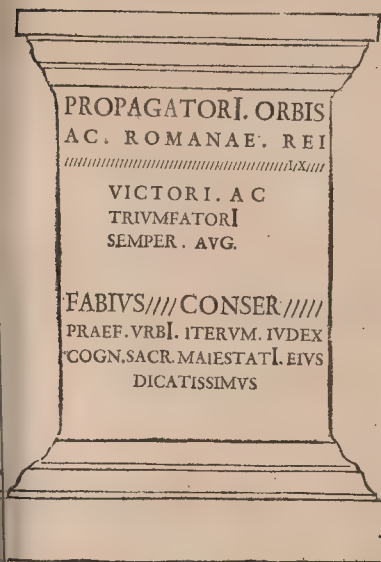 PROPAGATORI. ORBIS
AC. ROMANAE. REI
////////////////////////////////////////LX////
VICTORI. AC
TRIVMFATORI
SEMPER. AVG.
FABIVS////CONSER/////
PRAEF.VRBI.ITERVM.IVDEX
COGN.SACR.MAIESTATI.EIVS
DICATISSIMVS